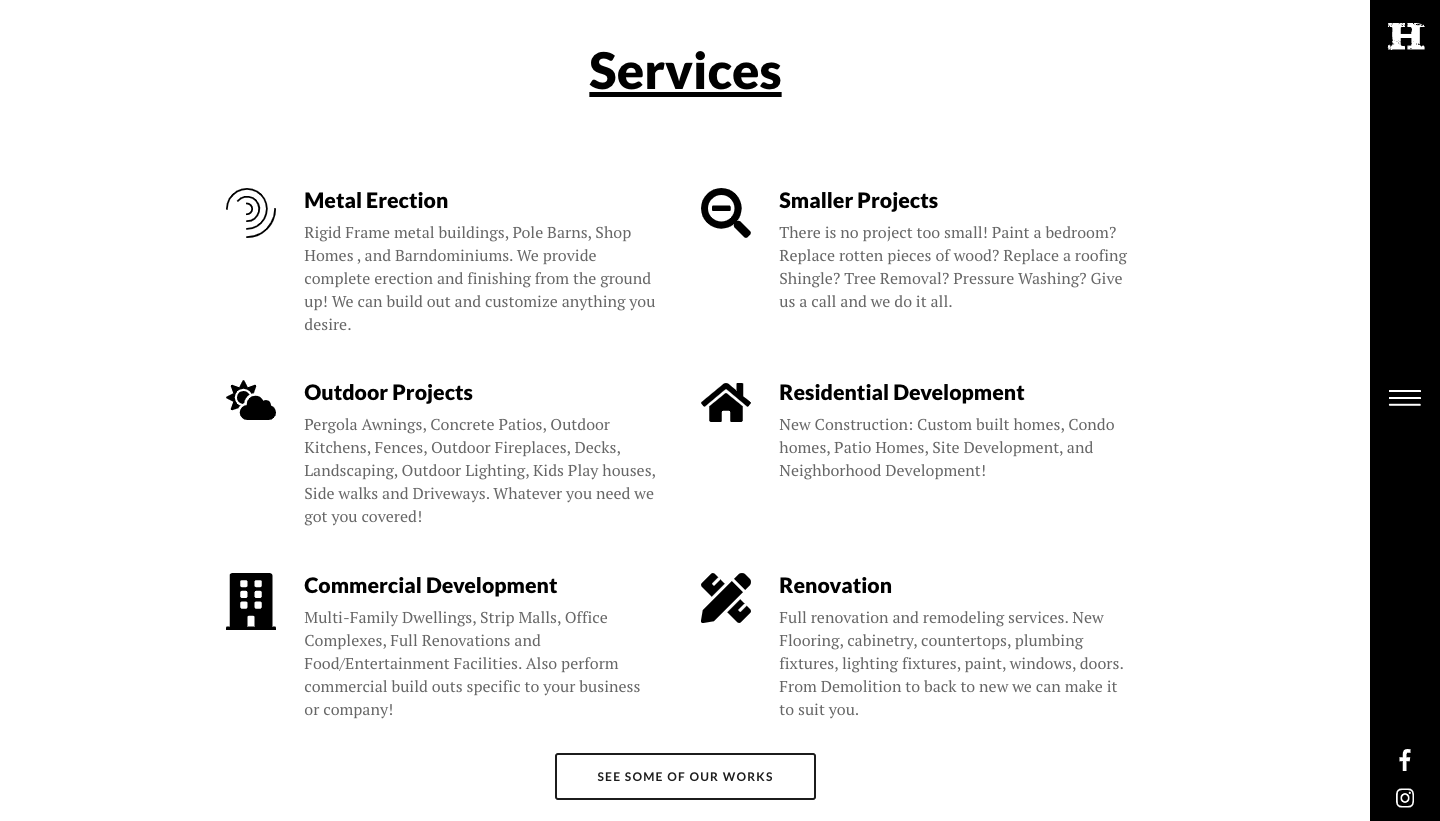 H
Services
Metal Erection
Rigid Frame metal buildings, Pole Barns, Shop
Homes , and Barndominiums. We provide
complete erection and finishing from the ground
up! We can build out and customize anything you
desire.
Smaller Projects
There is no project too small! Paint a bedroom?
Replace rotten pieces of wood? Replace a roofing
Shingle? Tree Removal? Pressure Washing? Give
us a call and we do it all.
Outdoor Projects
Pergola Awnings, Concrete Patios, Outdoor
Kitchens, Fences, Outdoor Fireplaces, Decks,
Landscaping, Outdoor Lighting, Kids Play houses,
Side walks and Driveways. Whatever you need we
got you covered!
Residential Development
New Construction: Custom built homes, Condo
homes, Patio Homes, Site Development, and
Neighborhood Development!
Commercial Development
Multi-Family Dwellings, Strip Malls, Office
Complexes, Full Renovations and
Food/Entertainment Facilities. Also perform
commercial build outs specific to your business
or company!
Renovation
Full renovation and remodeling services. New
Flooring, cabinetry, countertops, plumbing
fixtures, lighting fixtures, paint, windows, doors.
From Demolition to back to new we can make it
to suit you.
SEE SOME OF OUR WORKS